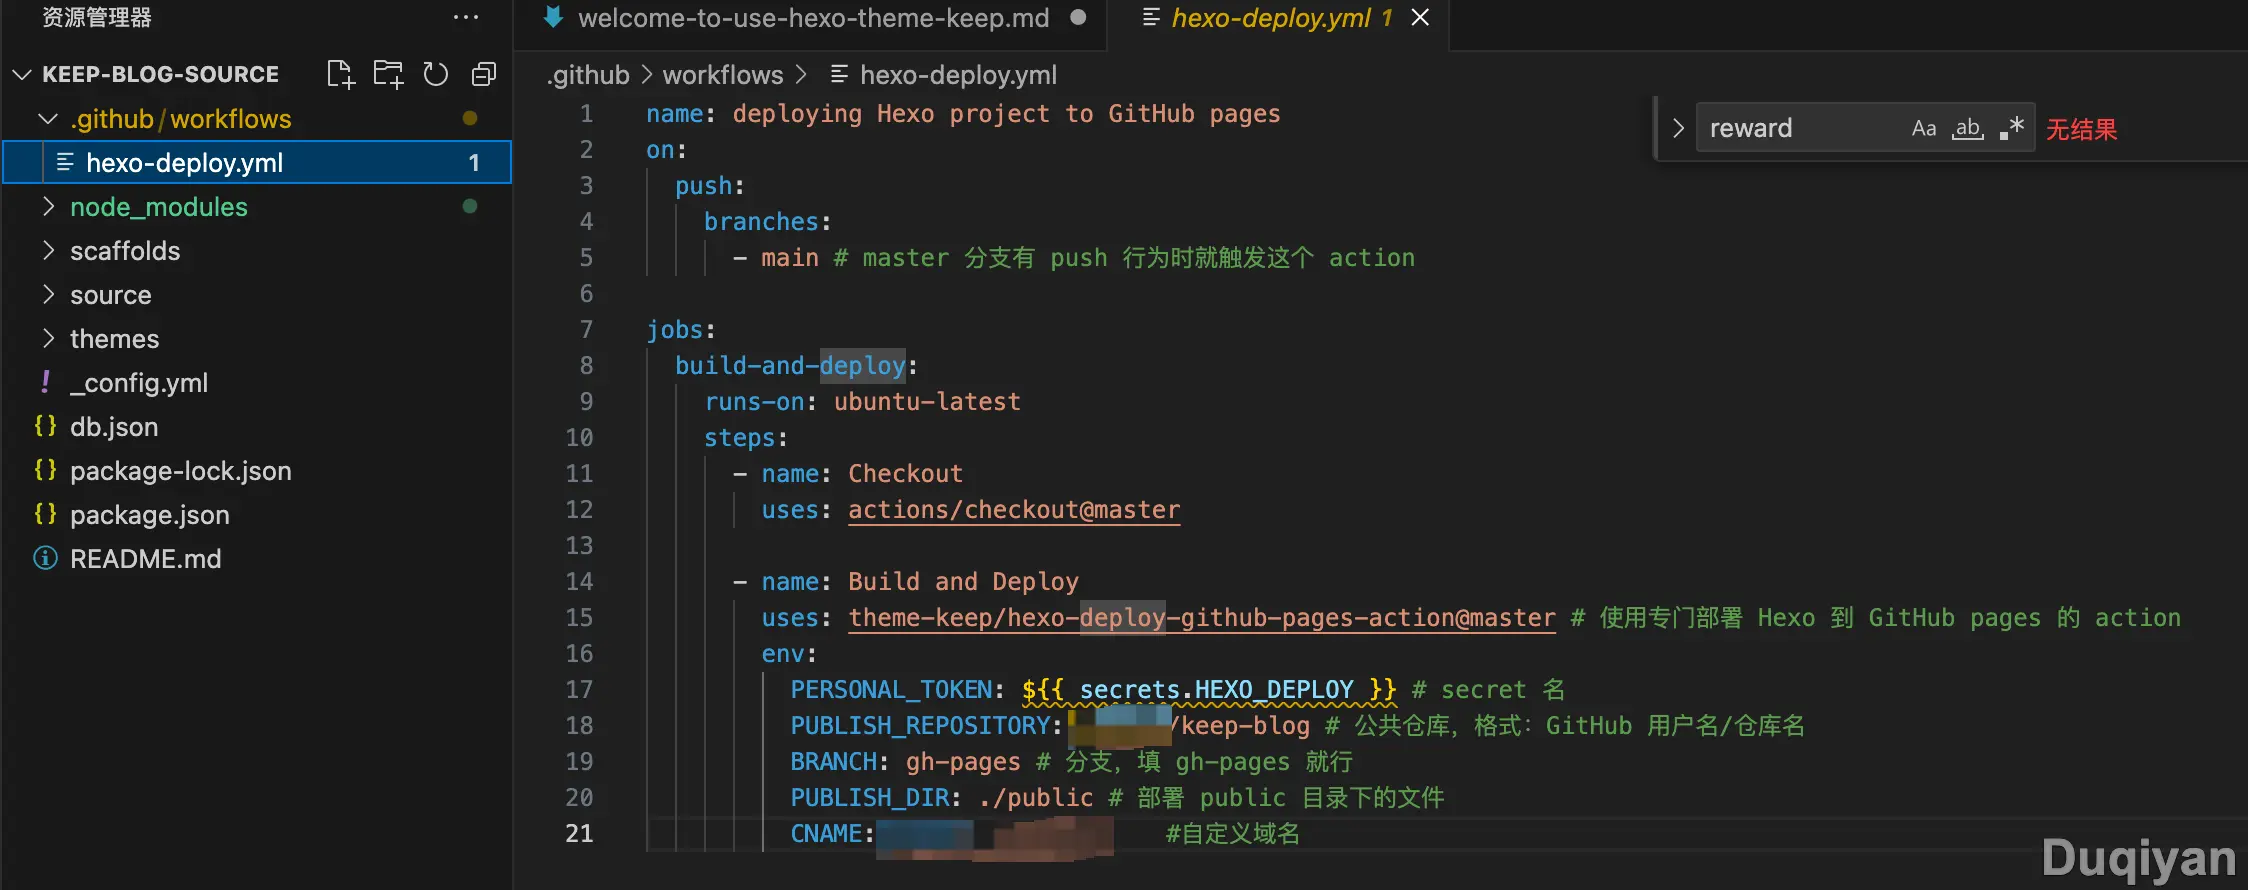 资源管理器
KEEP-BLOG-SOURCE
.github/workflows
hexo-deploy.yml 1
node_modules
scaffolds
source
themes
! _config.yml
{} db.json
{} package-lock.json
{} package.json
README.md
welcome-to-use-hexo-theme-keep.md
hexo-deploy.yml 1
.github > workflows > hexo-deploy.yml
reward Aa ab .* 无结果
1 name: deploying Hexo project to GitHub pages
2 on:
3 push:
4 branches:
5 - main # master 分支有 push 行为时就触发这个 action
6
7 jobs:
8 build-and-deploy:
9 runs-on: ubuntu-latest
10 steps:
11 - name: Checkout
12 uses: actions/checkout@master
13
14 - name: Build and Deploy
15 uses: theme-keep/hexo-deploy-github-pages-action@master # 使用专门部署 Hexo 到 GitHub pages 的 action
16 env:
17 PERSONAL_TOKEN: ${{ secrets.HEXO_DEPLOY }} # secret 名
18 PUBLISH_REPOSITORY: /keep-blog # 公共仓库，格式：GitHub 用户名/仓库名
19 BRANCH: gh-pages # 分支，填 gh-pages 就行
20 PUBLISH_DIR: ./public # 部署 public 目录下的文件
21 CNAME: #自定义域名
Duqiyan